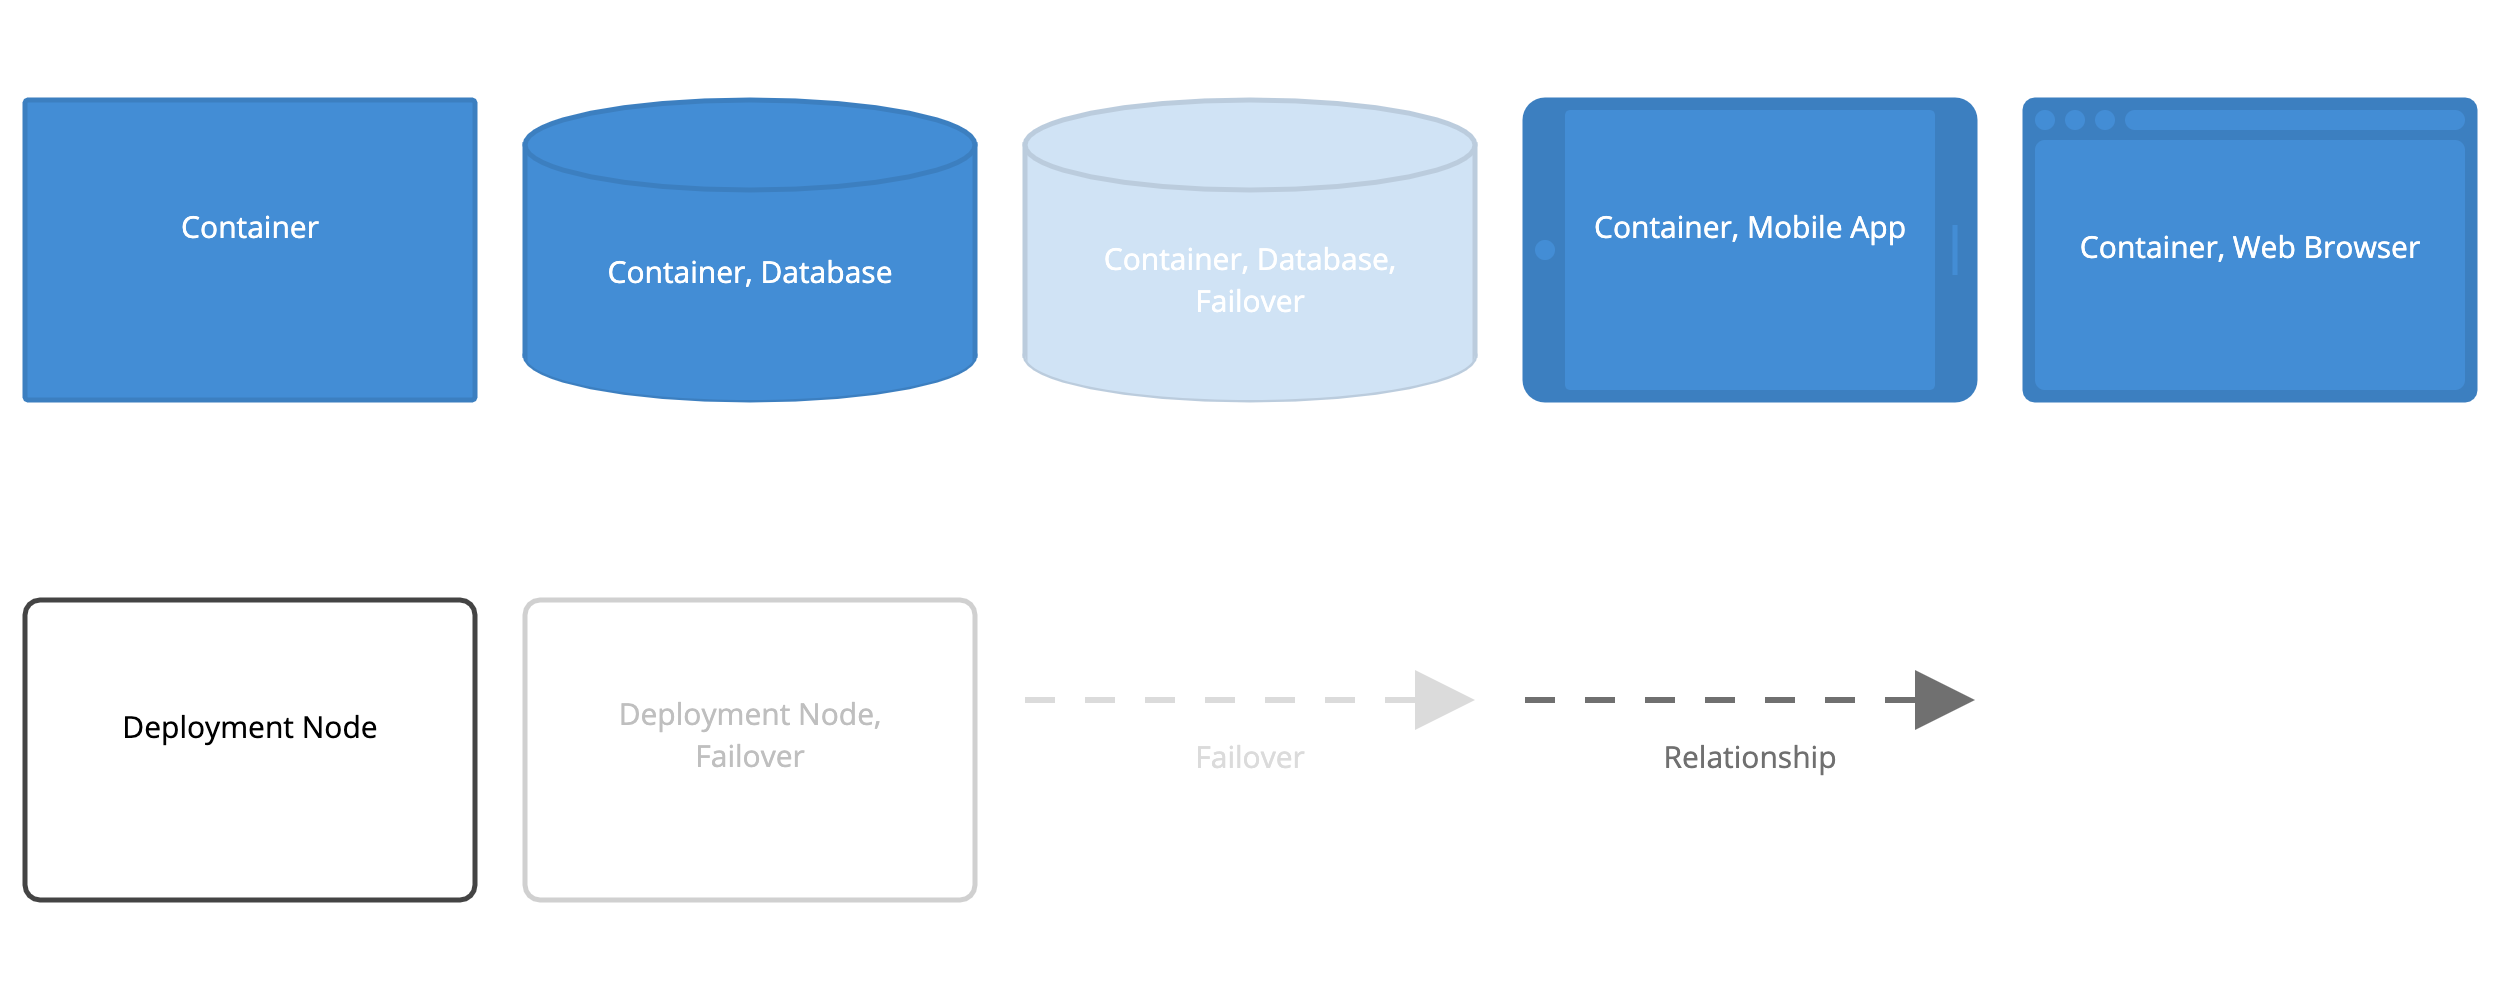 Container
Container, Database
Container, Database,
Failover
Container, Mobile App
Container, Web Browser
Deployment Node
Deployment Node,
Failover
Failover
Relationship